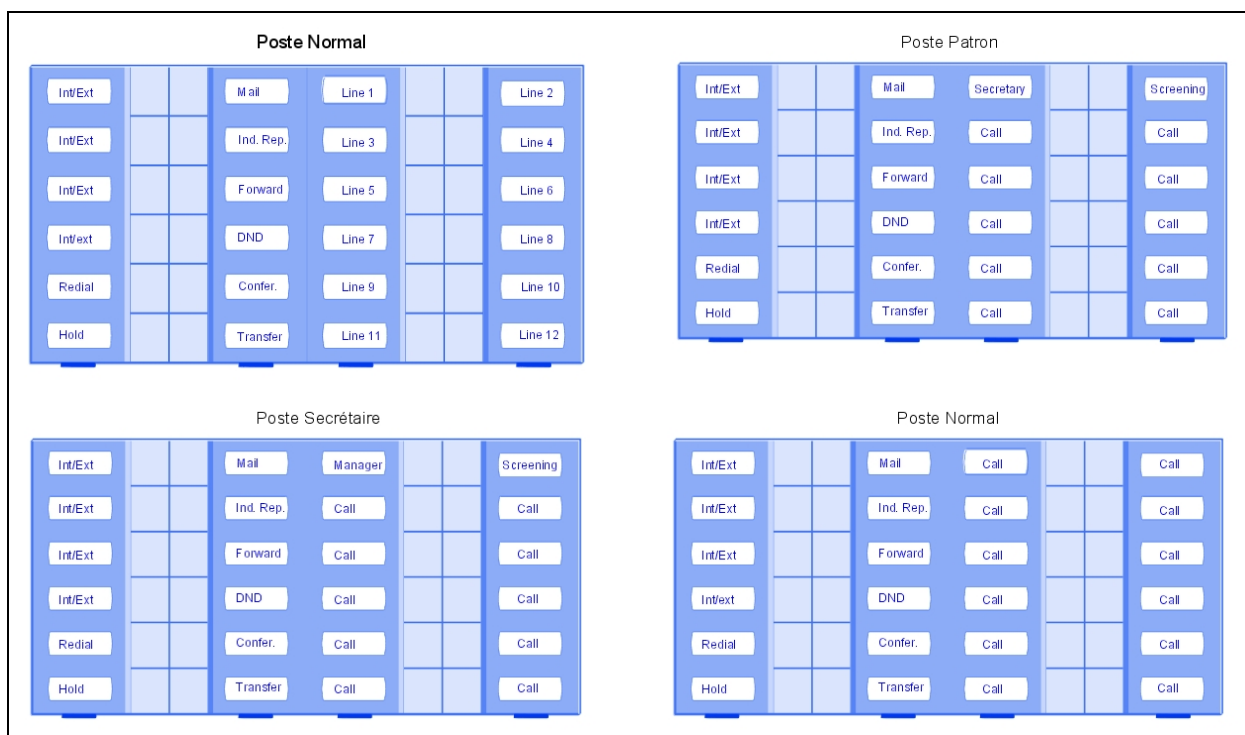 Poste Normal
Int/Ext Mail Line 1 Line 2
Int/Ext Ind. Rep. Line 3 Line 4
Int/Ext Forward Line 5 Line 6
Int/ext DND Line 7 Line 8
Redial Confer. Line 9 Line 10
Hold Transfer Line 11 Line 12
Poste Patron
Int/Ext Mail Secretary Screening
Int/Ext Ind. Rep. Call Call
Int/Ext Forward Call Call
Int/Ext DND Call Call
Redial Confer. Call Call
Hold Transfer Call Call
Poste Secrétaire
Int/Ext Mail Manager Screening
Int/Ext Ind. Rep. Call Call
Int/Ext Forward Call Call
Int/Ext DND Call Call
Redial Confer. Call Call
Hold Transfer Call Call
Poste Normal
Int/Ext Mail Call Call
Int/Ext Ind. Rep. Call Call
Int/Ext Forward Call Call
Int/ext DND Call Call
Redial Confer. Call Call
Hold Transfer Call Call